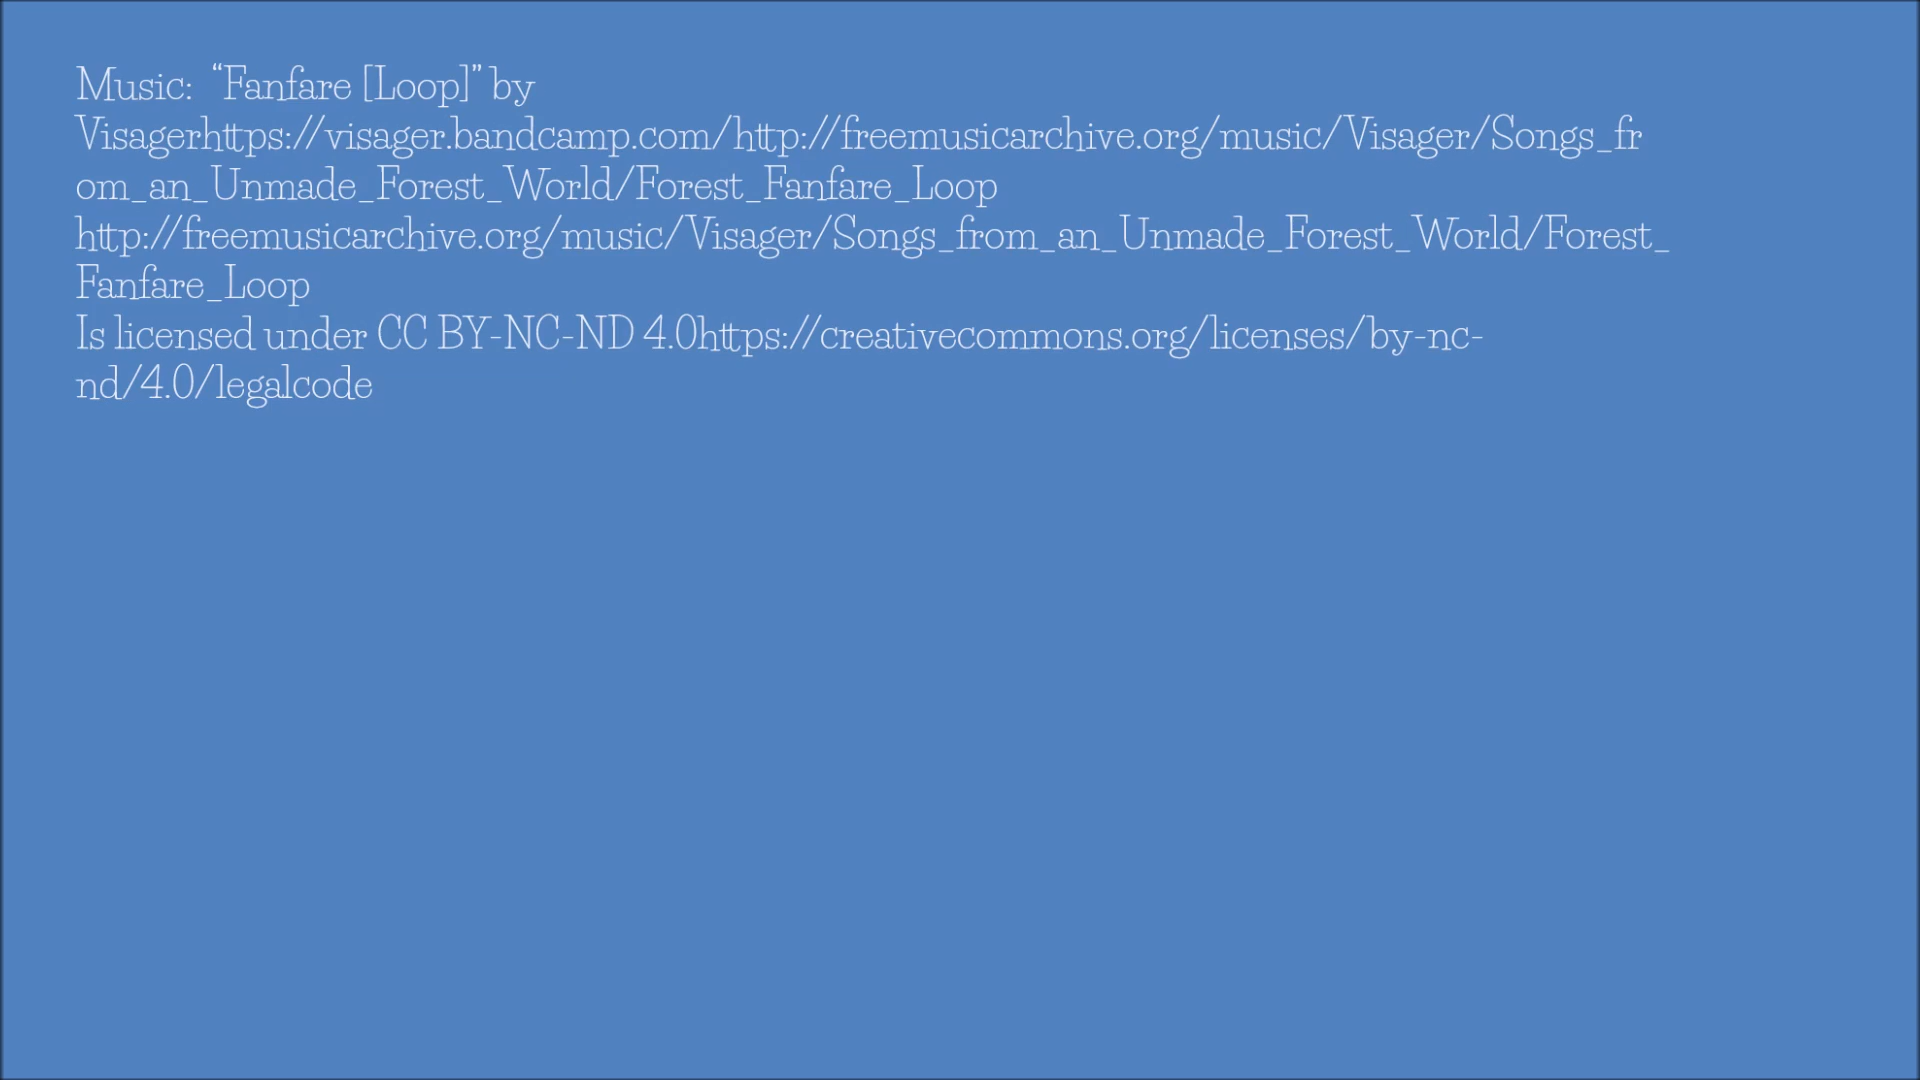 Music:  “Fanfare [Loop]” by
Visagerhttps://visager.bandcamp.com/http://freemusicarchive.org/music/Visager/Songs_fr
om_an_Unmade_Forest_World/Forest_Fanfare_Loop
http://freemusicarchive.org/music/Visager/Songs_from_an_Unmade_Forest_World/Forest_
Fanfare_Loop
Is licensed under CC BY-NC-ND 4.0https://creativecommons.org/licenses/by-nc-
nd/4.0/legalcode